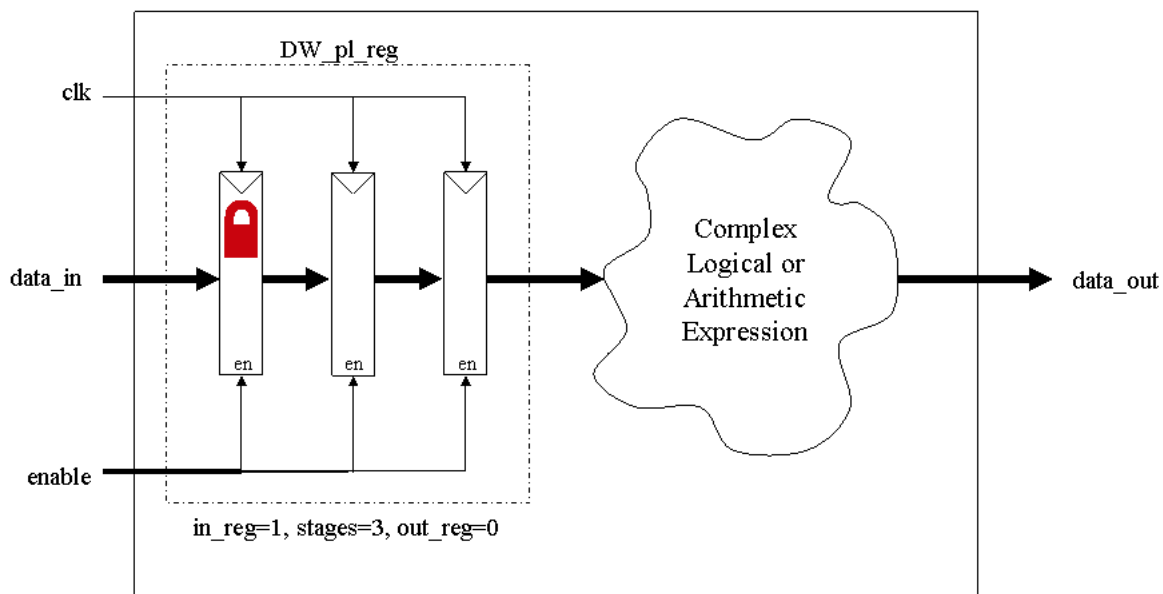 DW_pl_reg
clk
data_in
en
en
en
Complex
Logical or
Arithmetic
Expression
data_out
enable
in_reg=1, stages=3, out_reg=0